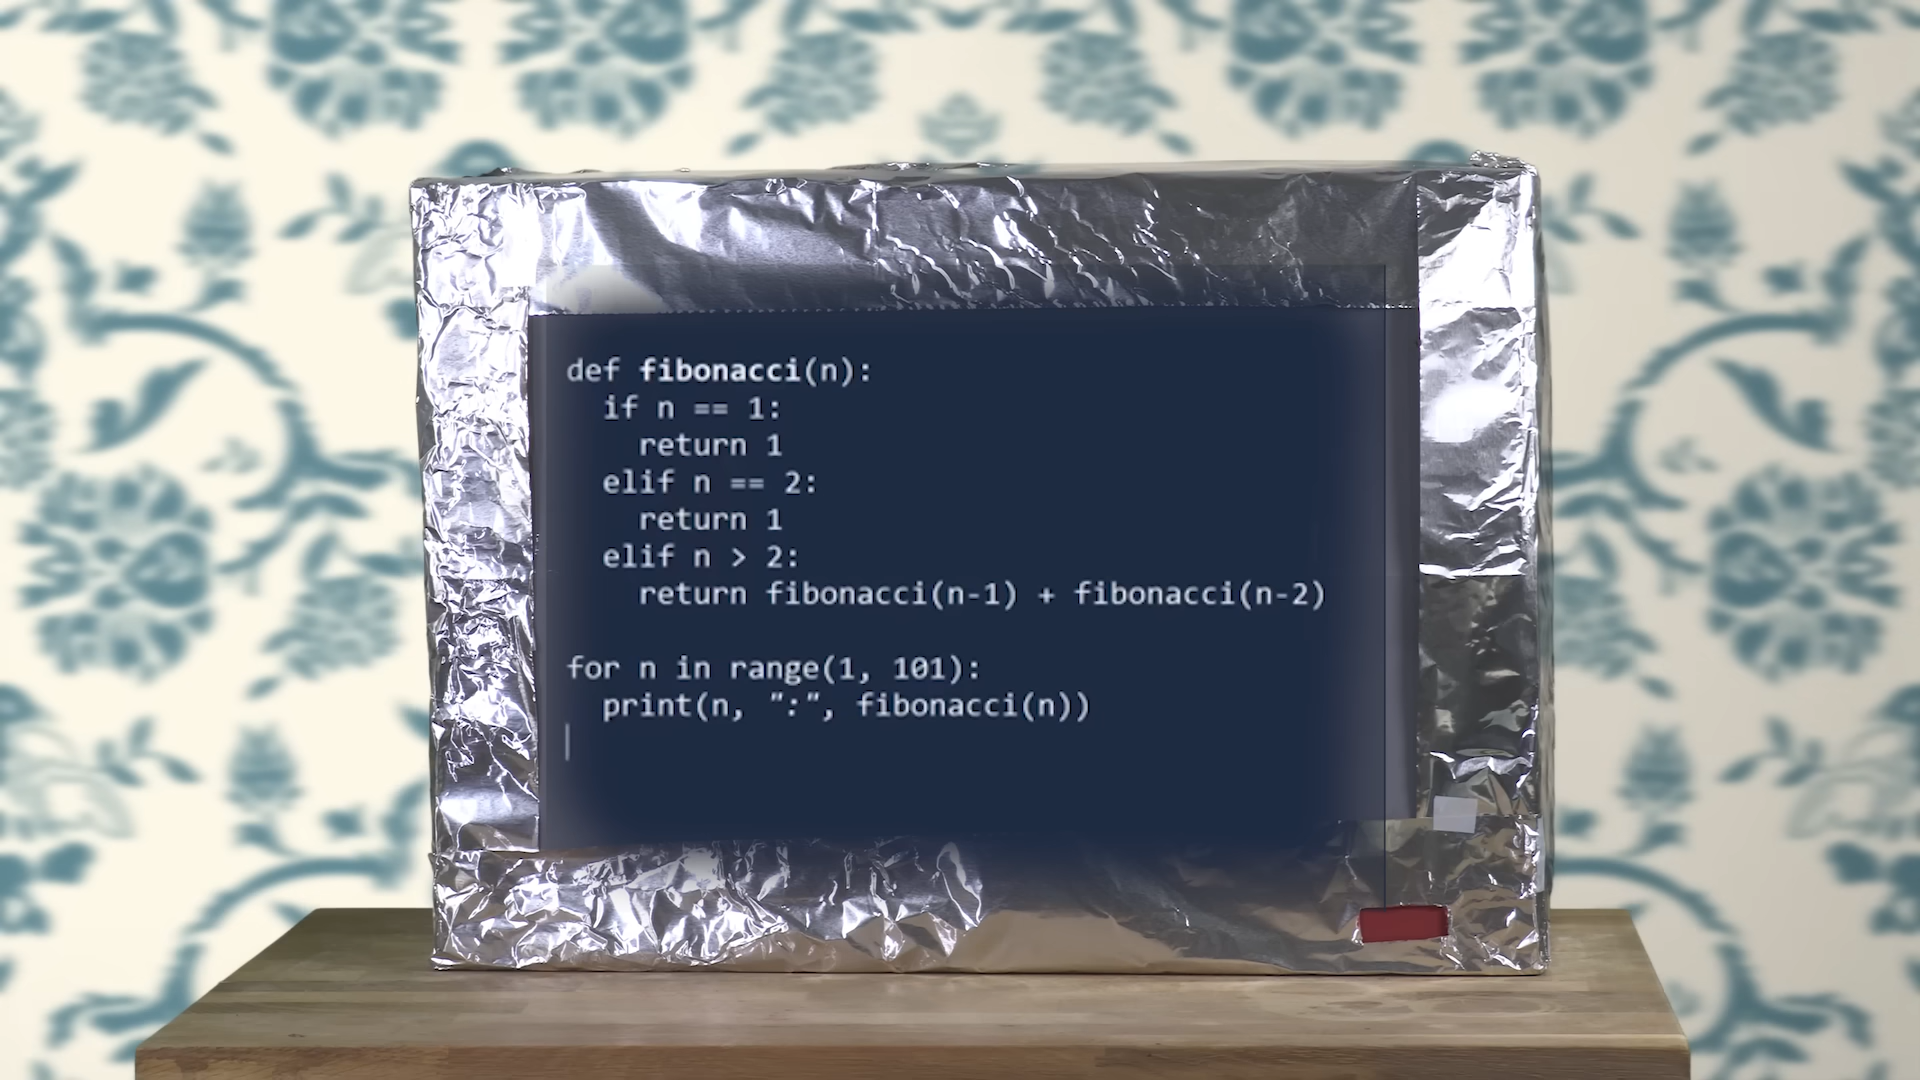 def fibonacci(n):
  if n == 1:
    return 1
  elif n == 2:
    return 1
  elif n > 2:
    return fibonacci(n-1) + fibonacci(n-2)

for n in range(1, 101):
  print(n, ":", fibonacci(n))